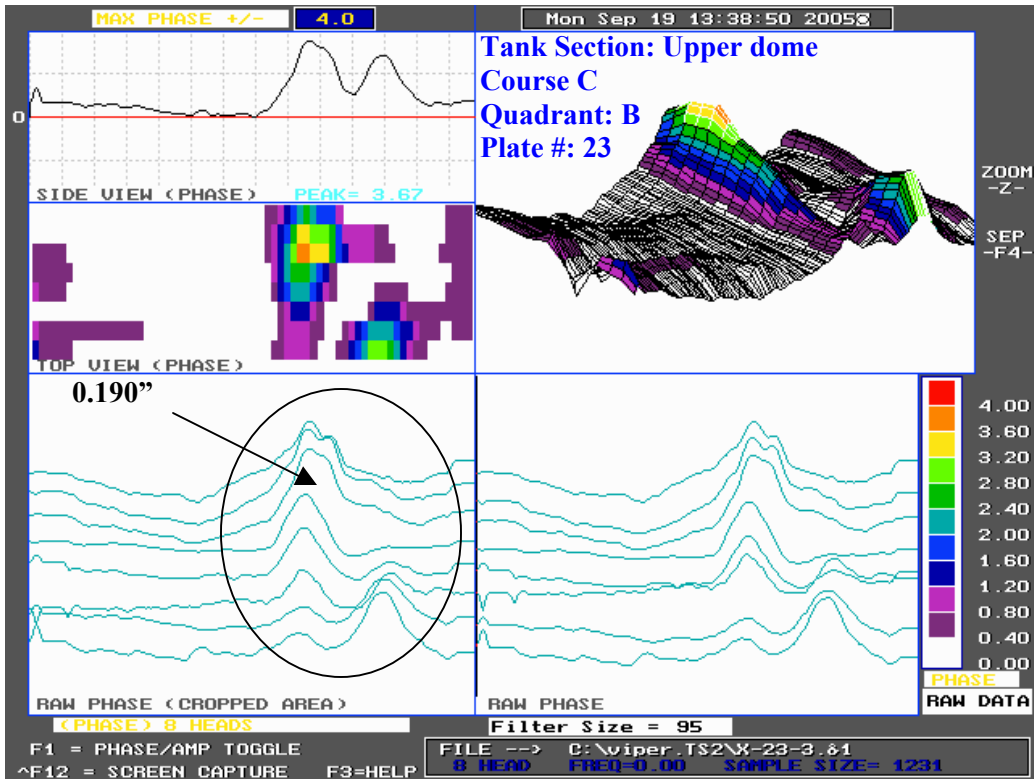 MAX PHASE +/- 4.0
Mon Sep 19 13:38:50 2005
Tank Section: Upper dome
Course C
Quadrant: B
Plate #: 23
0
SIDE VIEW (PHASE) PEAK= 3.67
ZOOM
-Z-
SEP
-F4-
TOP VIEW (PHASE)
0.190”
4.00
3.60
3.20
2.80
2.40
2.00
1.60
1.20
0.80
0.40
0.00
PHASE
RAW DATA
RAW PHASE (CROPPED AREA)
RAW PHASE
(PHASE) 8 HEADS
Filter Size = 95
F1 = PHASE/AMP TOGGLE
^F12 = SCREEN CAPTURE F3=HELP
FILE --> C:\viper.TS2\X-23-3.81
8 HEAD FREQ=0.00 SAMPLE SIZE= 1231